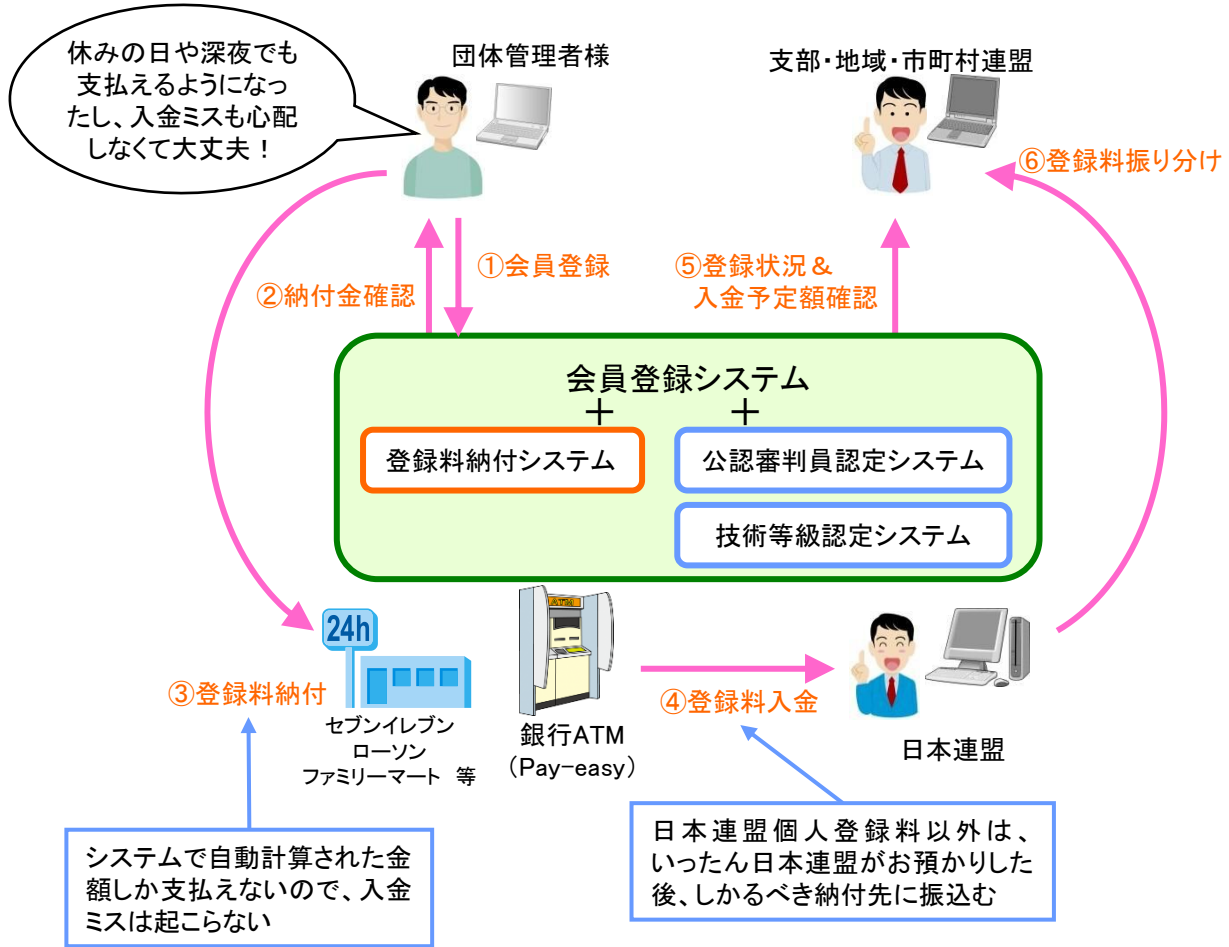 休みの日や深夜でも
支払えるようになっ
たし、入金ミスも心配
しなくて大丈夫！
団体管理者様
支部・地域・市町村連盟
⑥登録料振り分け
①会員登録
②納付金確認
⑤登録状況＆
入金予定額確認
会員登録システム
＋
＋
登録料納付システム
公認審判員認定システム
技術等級認定システム
24h
ATM
③登録料納付
セブンイレブン
ローソン
ファミリーマート 等
銀行ATM
（Pay-easy）
④登録料入金
日本連盟
システムで自動計算された金
額しか支払えないので、入金
ミスは起こらない
日本連盟個人登録料以外は、
いったん日本連盟がお預かりした
後、しかるべき納付先に振込む